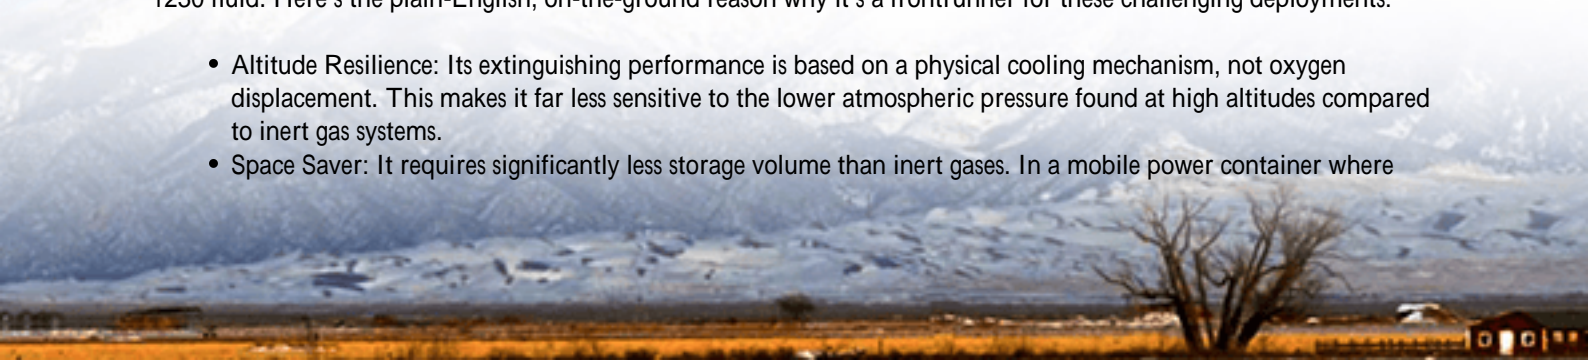 1230 fluid. Here's the plain-English, on-the-ground reason why it's a frontrunner for these challenging deployments.
• Altitude Resilience: Its extinguishing performance is based on a physical cooling mechanism, not oxygen
displacement. This makes it far less sensitive to the lower atmospheric pressure found at high altitudes compared
to inert gas systems.
• Space Saver: It requires significantly less storage volume than inert gases. In a mobile power container where